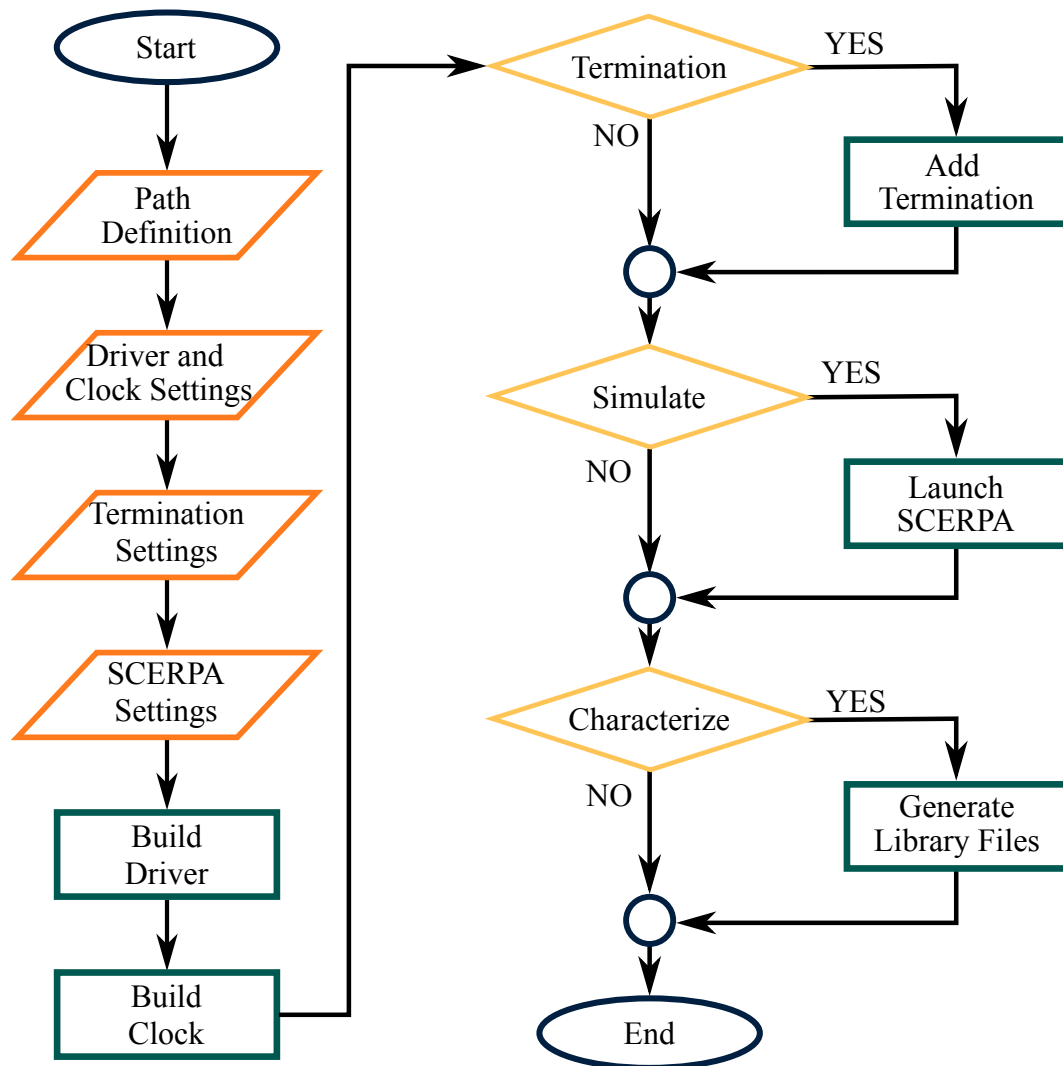 Start
Path
Definition
Driver and
Clock Settings
Termination
Settings
SCERPA
Settings
Build
Driver
Build
Clock
Termination
YES
NO
Add
Termination
Simulate
YES
NO
Launch
SCERPA
Characterize
YES
NO
Generate
Library Files
End